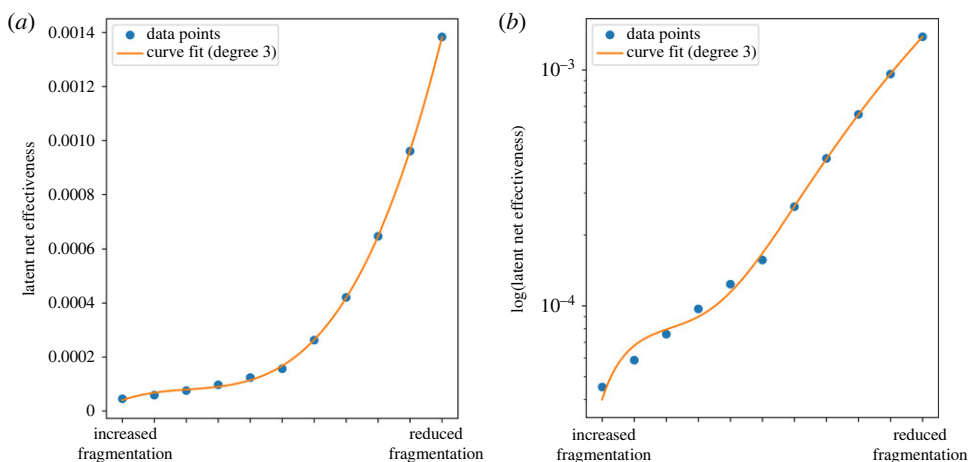 (a)
data points
curve fit (degree 3)
0.0014
0.0012
0.0010
0.0008
0.0006
0.0004
0.0002
0
latent net effectiveness
increased
fragmentation
reduced
fragmentation
(b)
data points
curve fit (degree 3)
10⁻³
10⁻⁴
log(latent net effectiveness)
increased
fragmentation
reduced
fragmentation